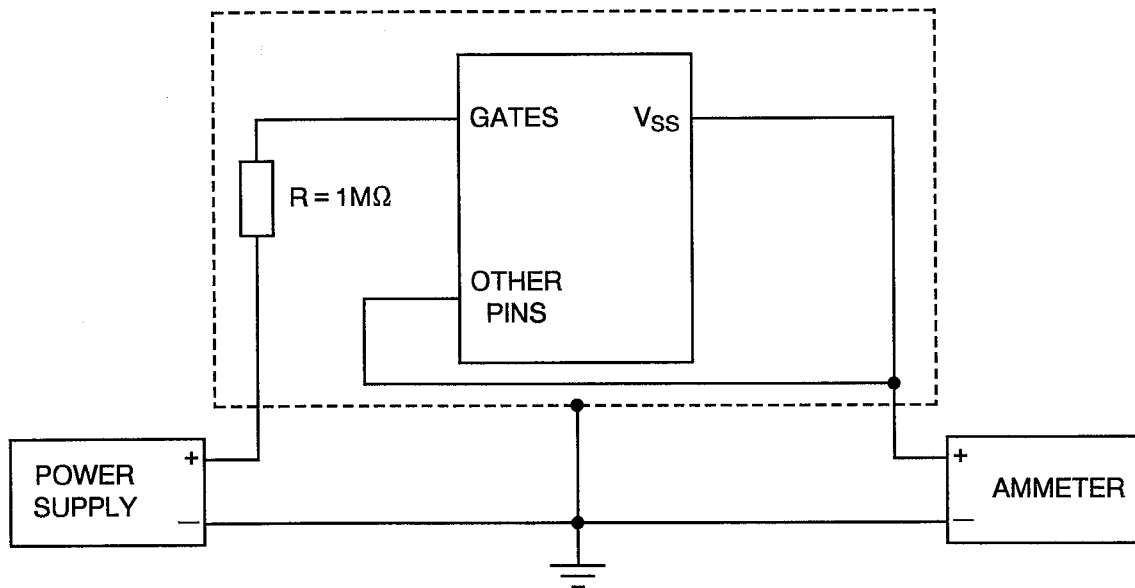 GATES
VSS
R = 1MΩ
OTHER
PINS
POWER
SUPPLY
+
—
+
—
AMMETER